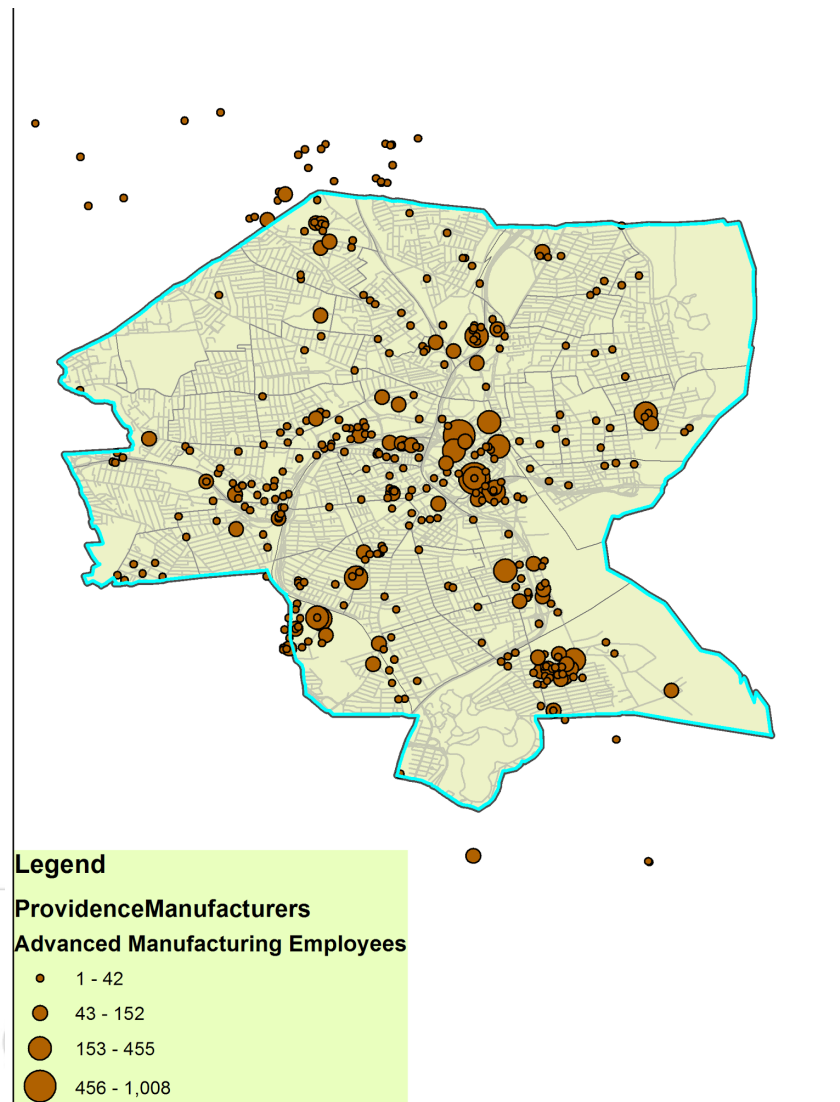 Legend
ProvidenceManufacturers
Advanced Manufacturing Employees
1 - 42
43 - 152
153 - 455
456 - 1,008